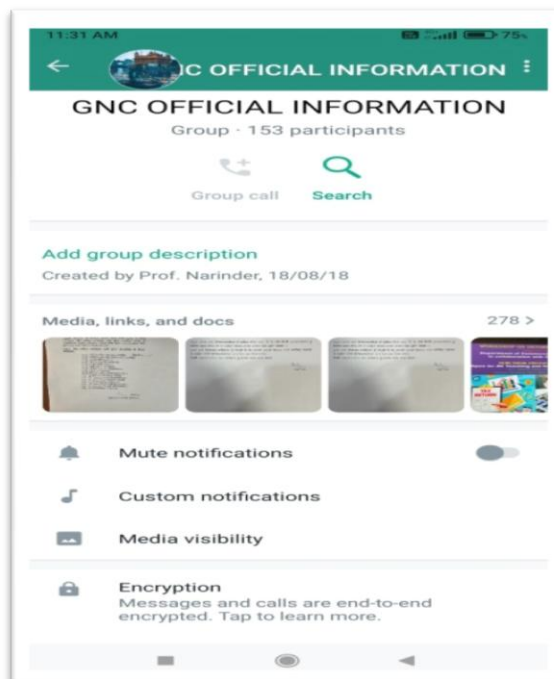 11:31 AM 75%
C OFFICIAL INFORMATION
GNC OFFICIAL INFORMATION
Group · 153 participants
Group call Search
Add group description
Created by Prof. Narinder, 18/08/18
Media, links, and docs 278 >
Mute notifications
Custom notifications
Media visibility
Encryption
Messages and calls are end-to-end
encrypted. Tap to learn more.